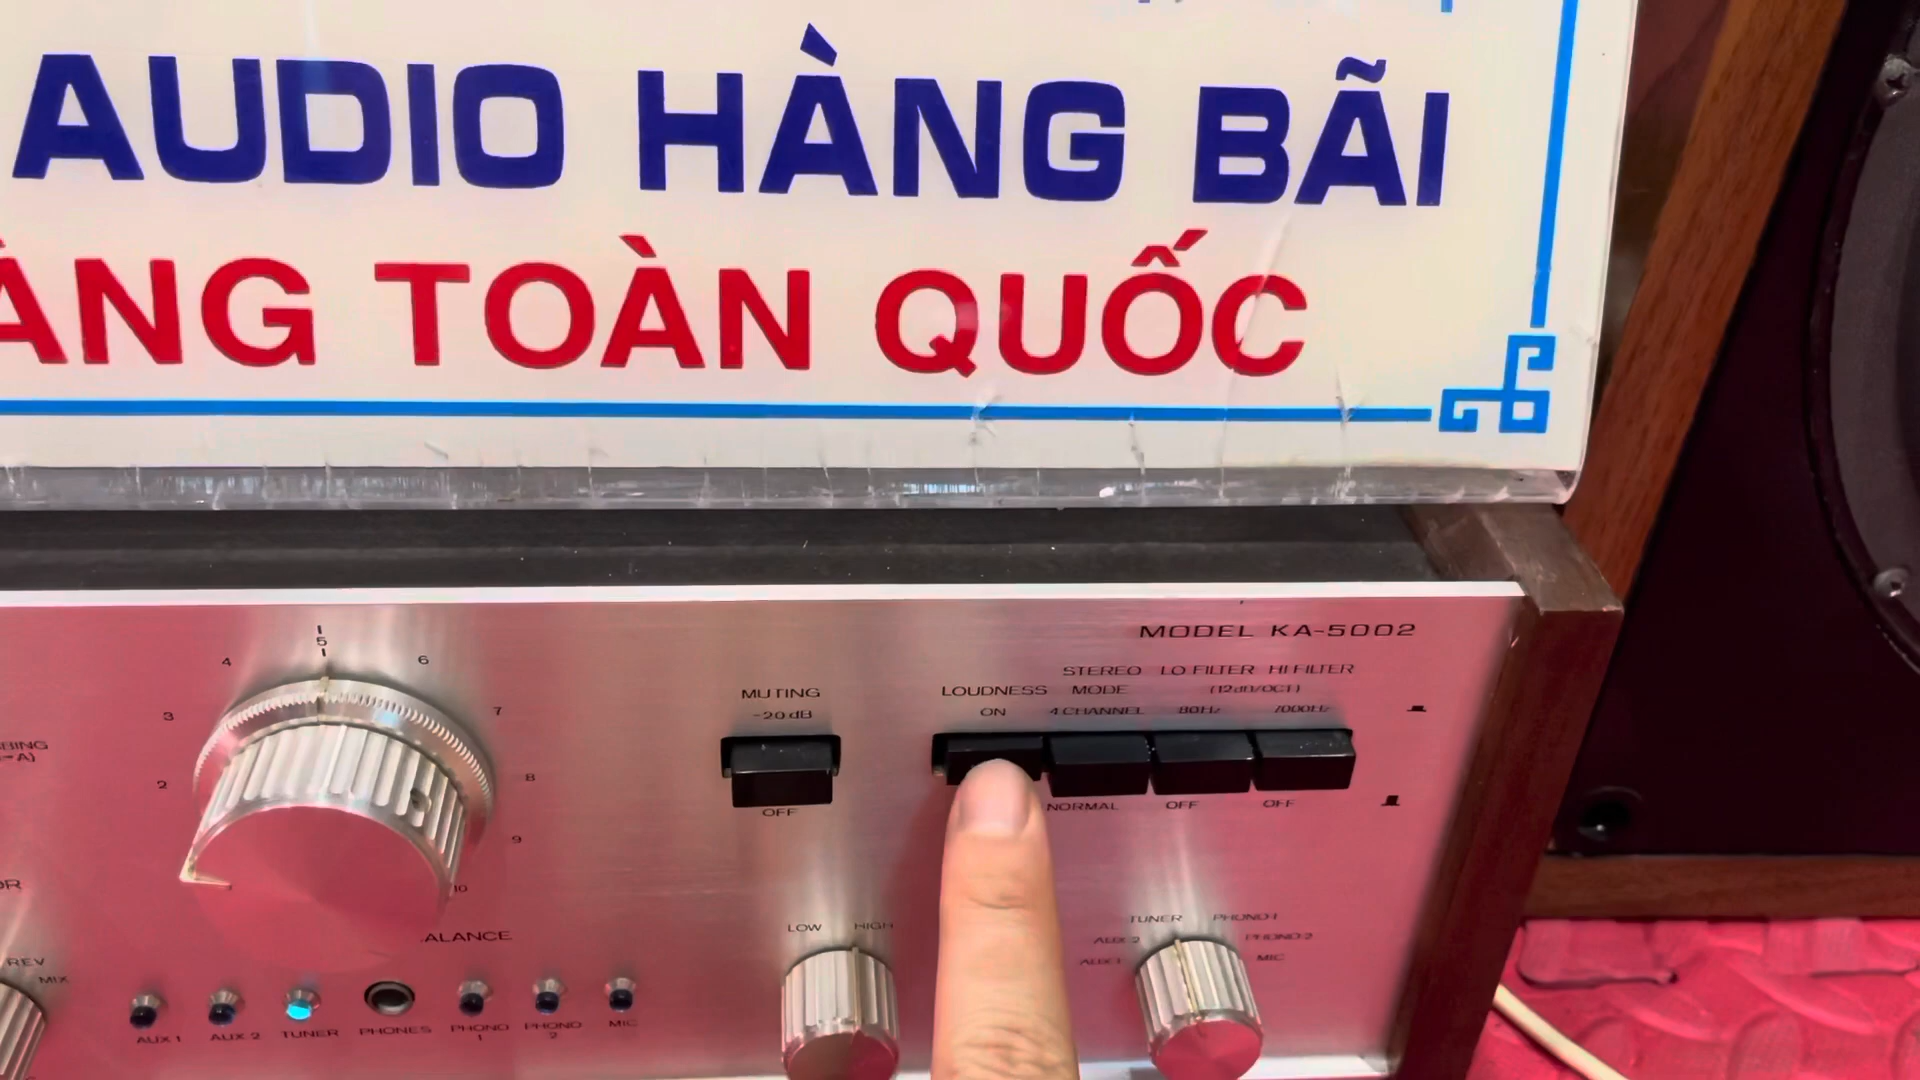 AUDIO HÀNG BÃI
ÀNG TOÀN QUỐC
MODEL KA-5002
STEREO LO FILTER HI FILTER
MUTING LOUDNESS MODE (12dB/OCT)
-20dB ON 4 CHANNEL 80Hz 7000Hz
OFF NORMAL OFF OFF
5
4 6
3 7
2 8
9
10
ALANCE
LOW HIGH
TUNER PHONO-1
AUX-2 PHONO-2
AUX-1 MIC
REV
MIX
AUX 1 AUX 2 TUNER PHONES PHONO 1 PHONO 2 MIC